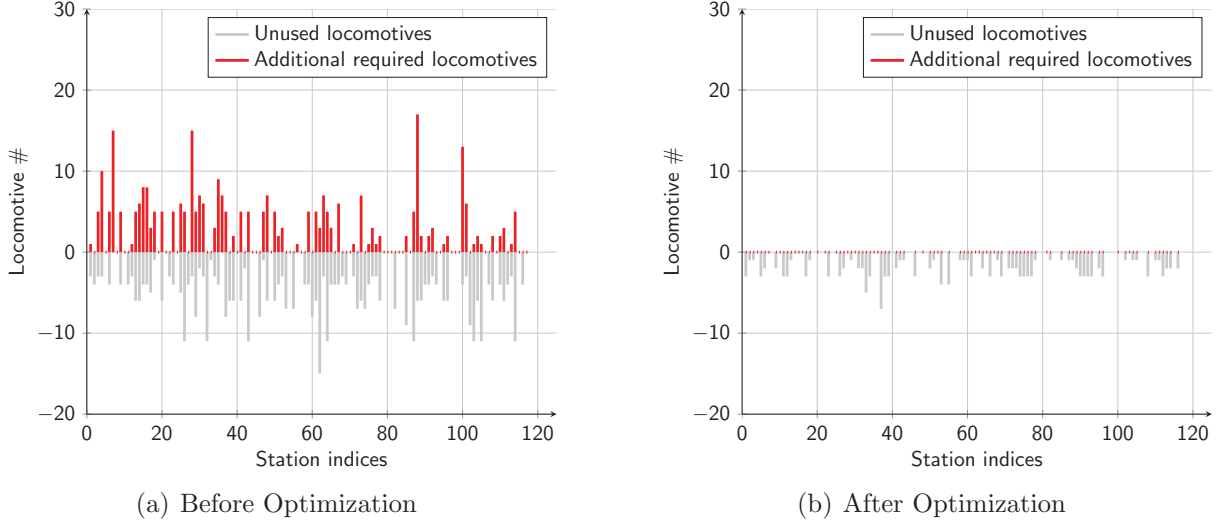 30
20
10
0
−10
−20
Locomotive #
Unused locomotives
Additional required locomotives
0 20 40 60 80 100 120
Station indices
(a) Before Optimization
30
20
10
0
−10
−20
Locomotive #
Unused locomotives
Additional required locomotives
0 20 40 60 80 100 120
Station indices
(b) After Optimization